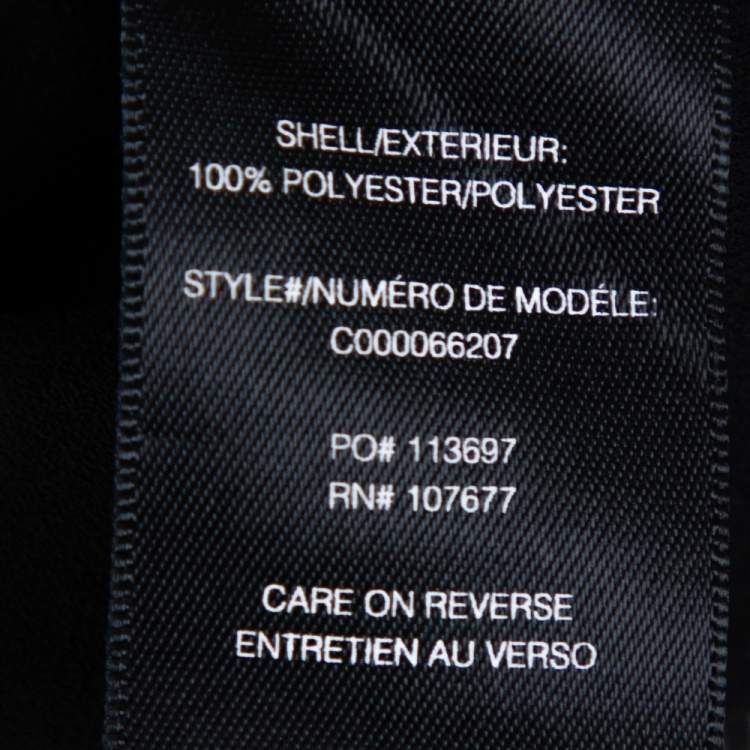 SHELL/EXTERIEUR:
100% POLYESTER/POLYESTER
STYLE#/NUMÉRO DE MODÉLE:
C000066207
PO# 113697
RN# 107677
CARE ON REVERSE
ENTRETIEN AU VERSO